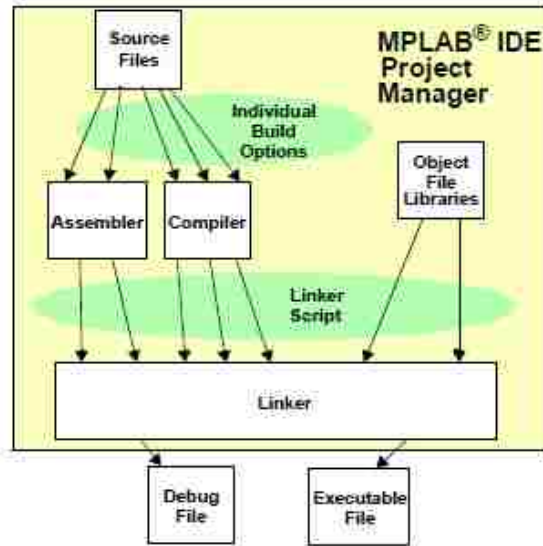 Source
Files
MPLAB® IDE
Project
Manager
Individual
Build
Options
Object
File
Libraries
Assembler
Compiler
Linker
Script
Linker
Debug
File
Executable
File